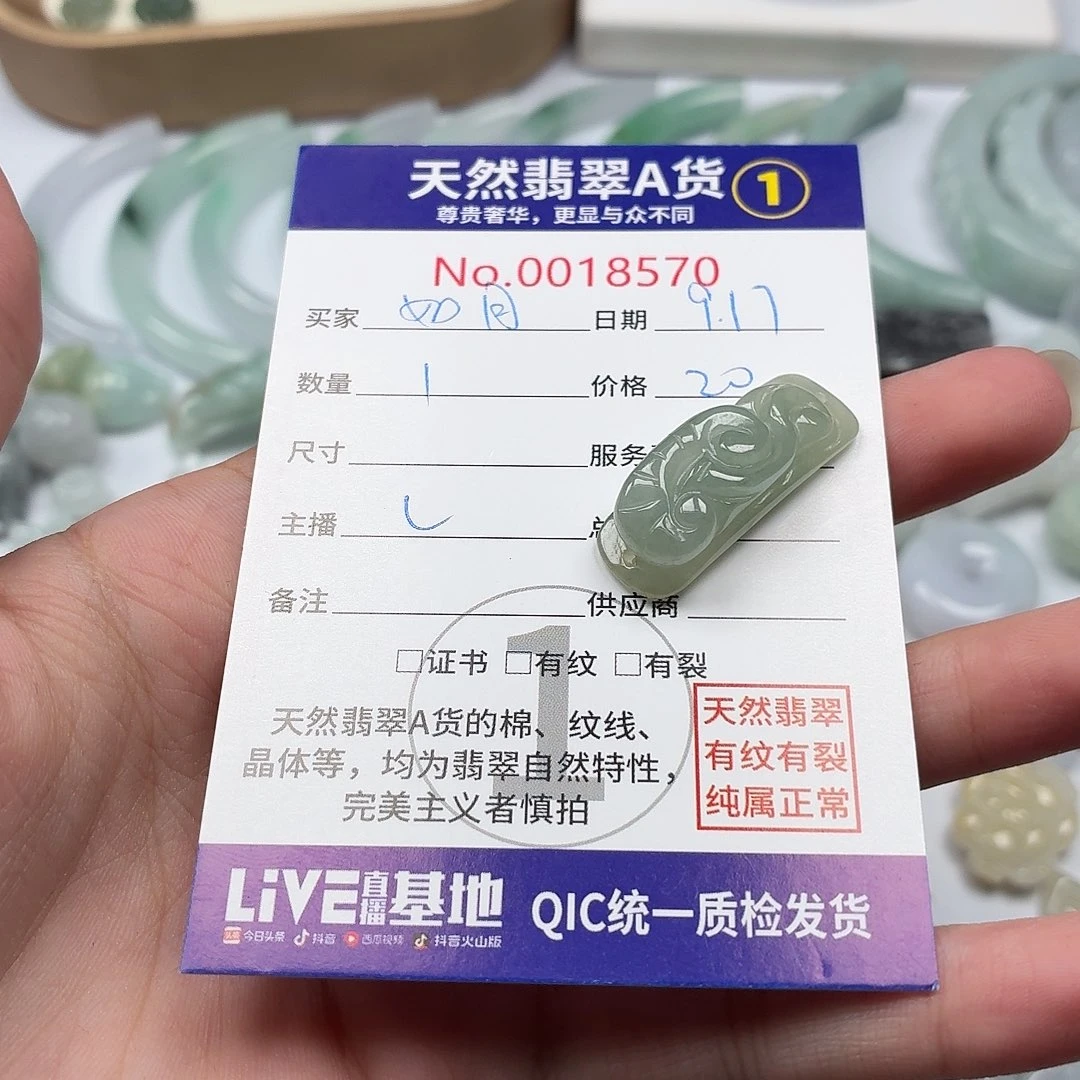 天然翡翠A货 1
尊贵奢华，更显与众不同
No.0018570
买家 如月 日期 9.17
数量 1 价格 20
尺寸 服务
主播
备注 供应商
□证书 □有纹 □有裂
1
天然翡翠A货的棉、纹线、
晶体等，均为翡翠自然特性，
完美主义者慎拍
天然翡翠
有纹有裂
纯属正常
LiVE直播基地 QIC统一质检发货
头条 今日头条 抖音 西瓜视频 抖音火山版